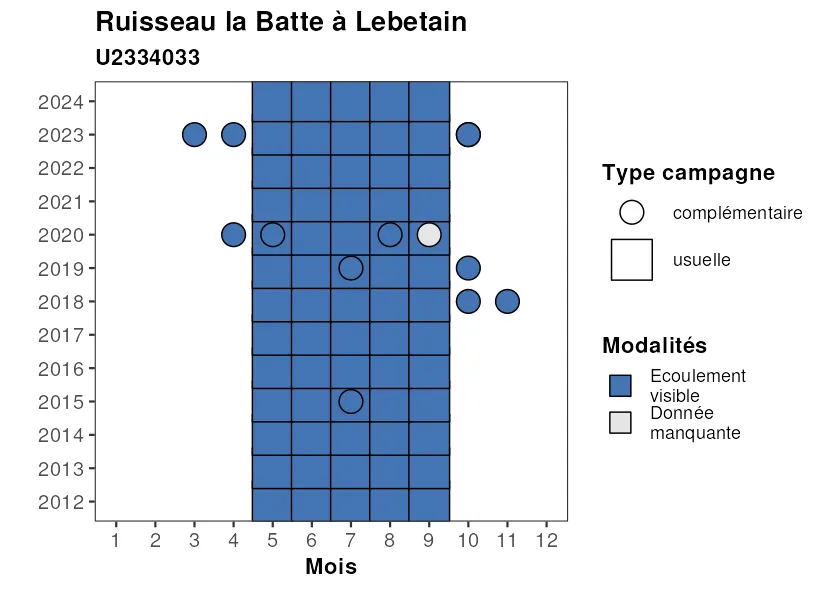 Ruisseau la Batte à Lebetain
U2334033
2024
2023
2022
2021
2020
2019
2018
2017
2016
2015
2014
2013
2012
1 2 3 4 5 6 7 8 9 10 11 12
Mois
Type campagne
complémentaire
usuelle
Modalités
Ecoulement
visible
Donnée
manquante